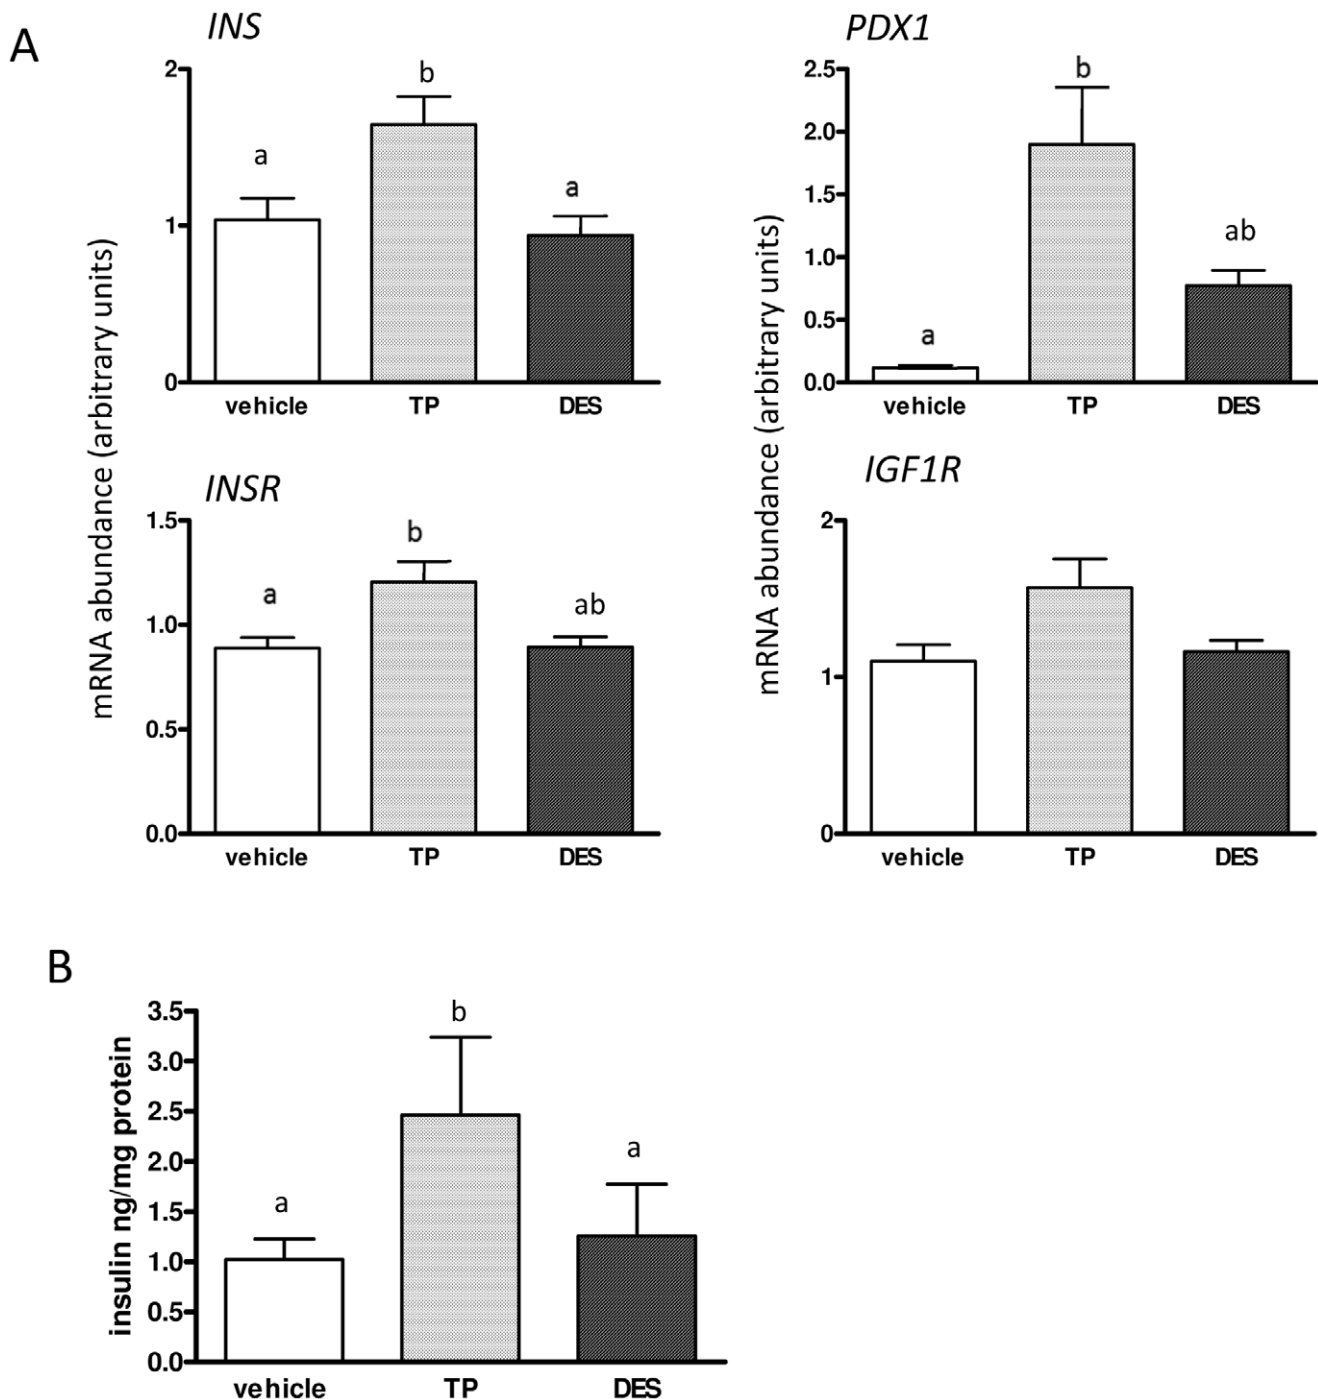 A
INS
mRNA abundance (arbitrary units)
2
1
0
a
b
a
vehicle TP DES
PDX1
mRNA abundance (arbitrary units)
2.5
2.0
1.5
1.0
0.5
0.0
a
b
ab
vehicle TP DES
INSR
1.5
1.0
0.5
0.0
a
b
ab
vehicle TP DES
IGF1R
2
1
0
vehicle TP DES
B
insulin ng/mg protein
3.5
3.0
2.5
2.0
1.5
1.0
0.5
0.0
a
b
a
vehicle TP DES